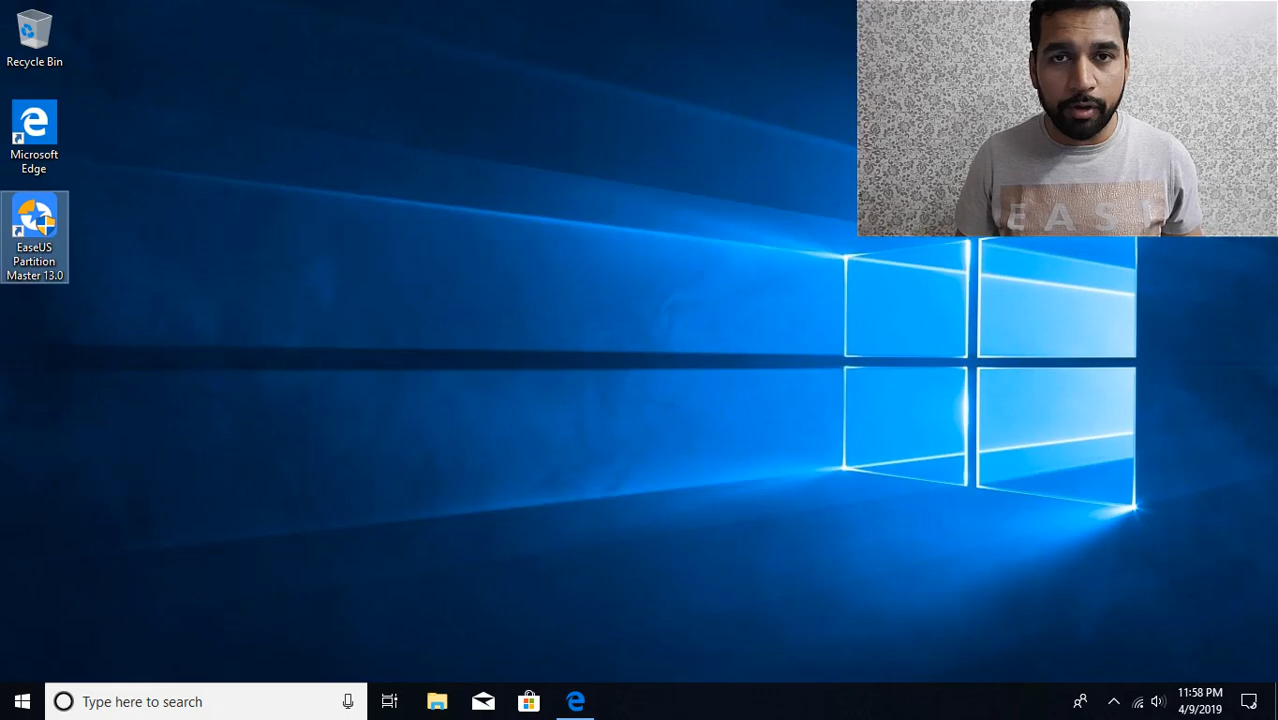 Recycle Bin
Microsoft
Edge
EaseUS
Partition
Master 13.0
EASY
Type here to search
11:58 PM
4/9/2019